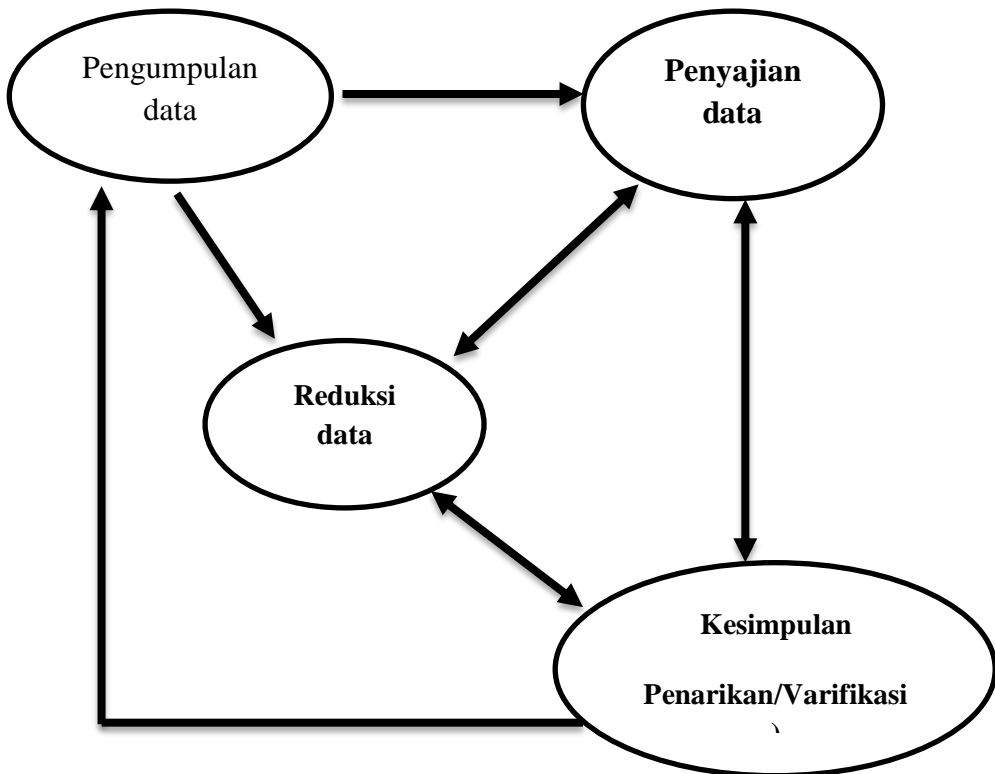 Pengumpulan
data
Penyajian
data
Reduksi
data
Kesimpulan
Penarikan/Varifikasi
)